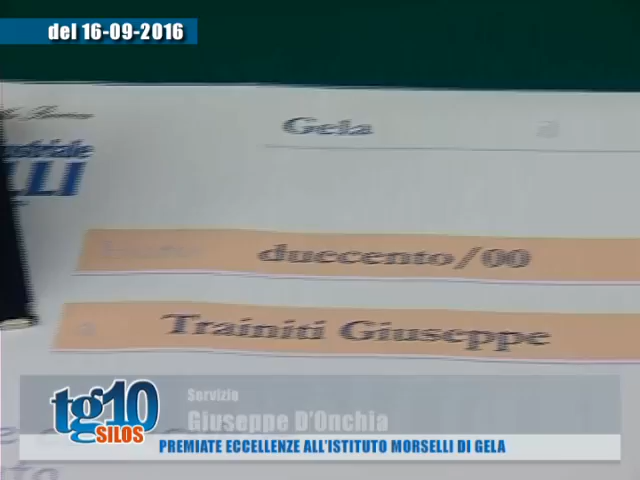 del 16-09-2016
Gela
a
LLI
duecento/00
a
Trainiti Giuseppe
Servizio
Giuseppe D'Onchia
tg10
SILOS
PREMIATE ECCELLENZE ALL'ISTITUTO MORSELLI DI GELA